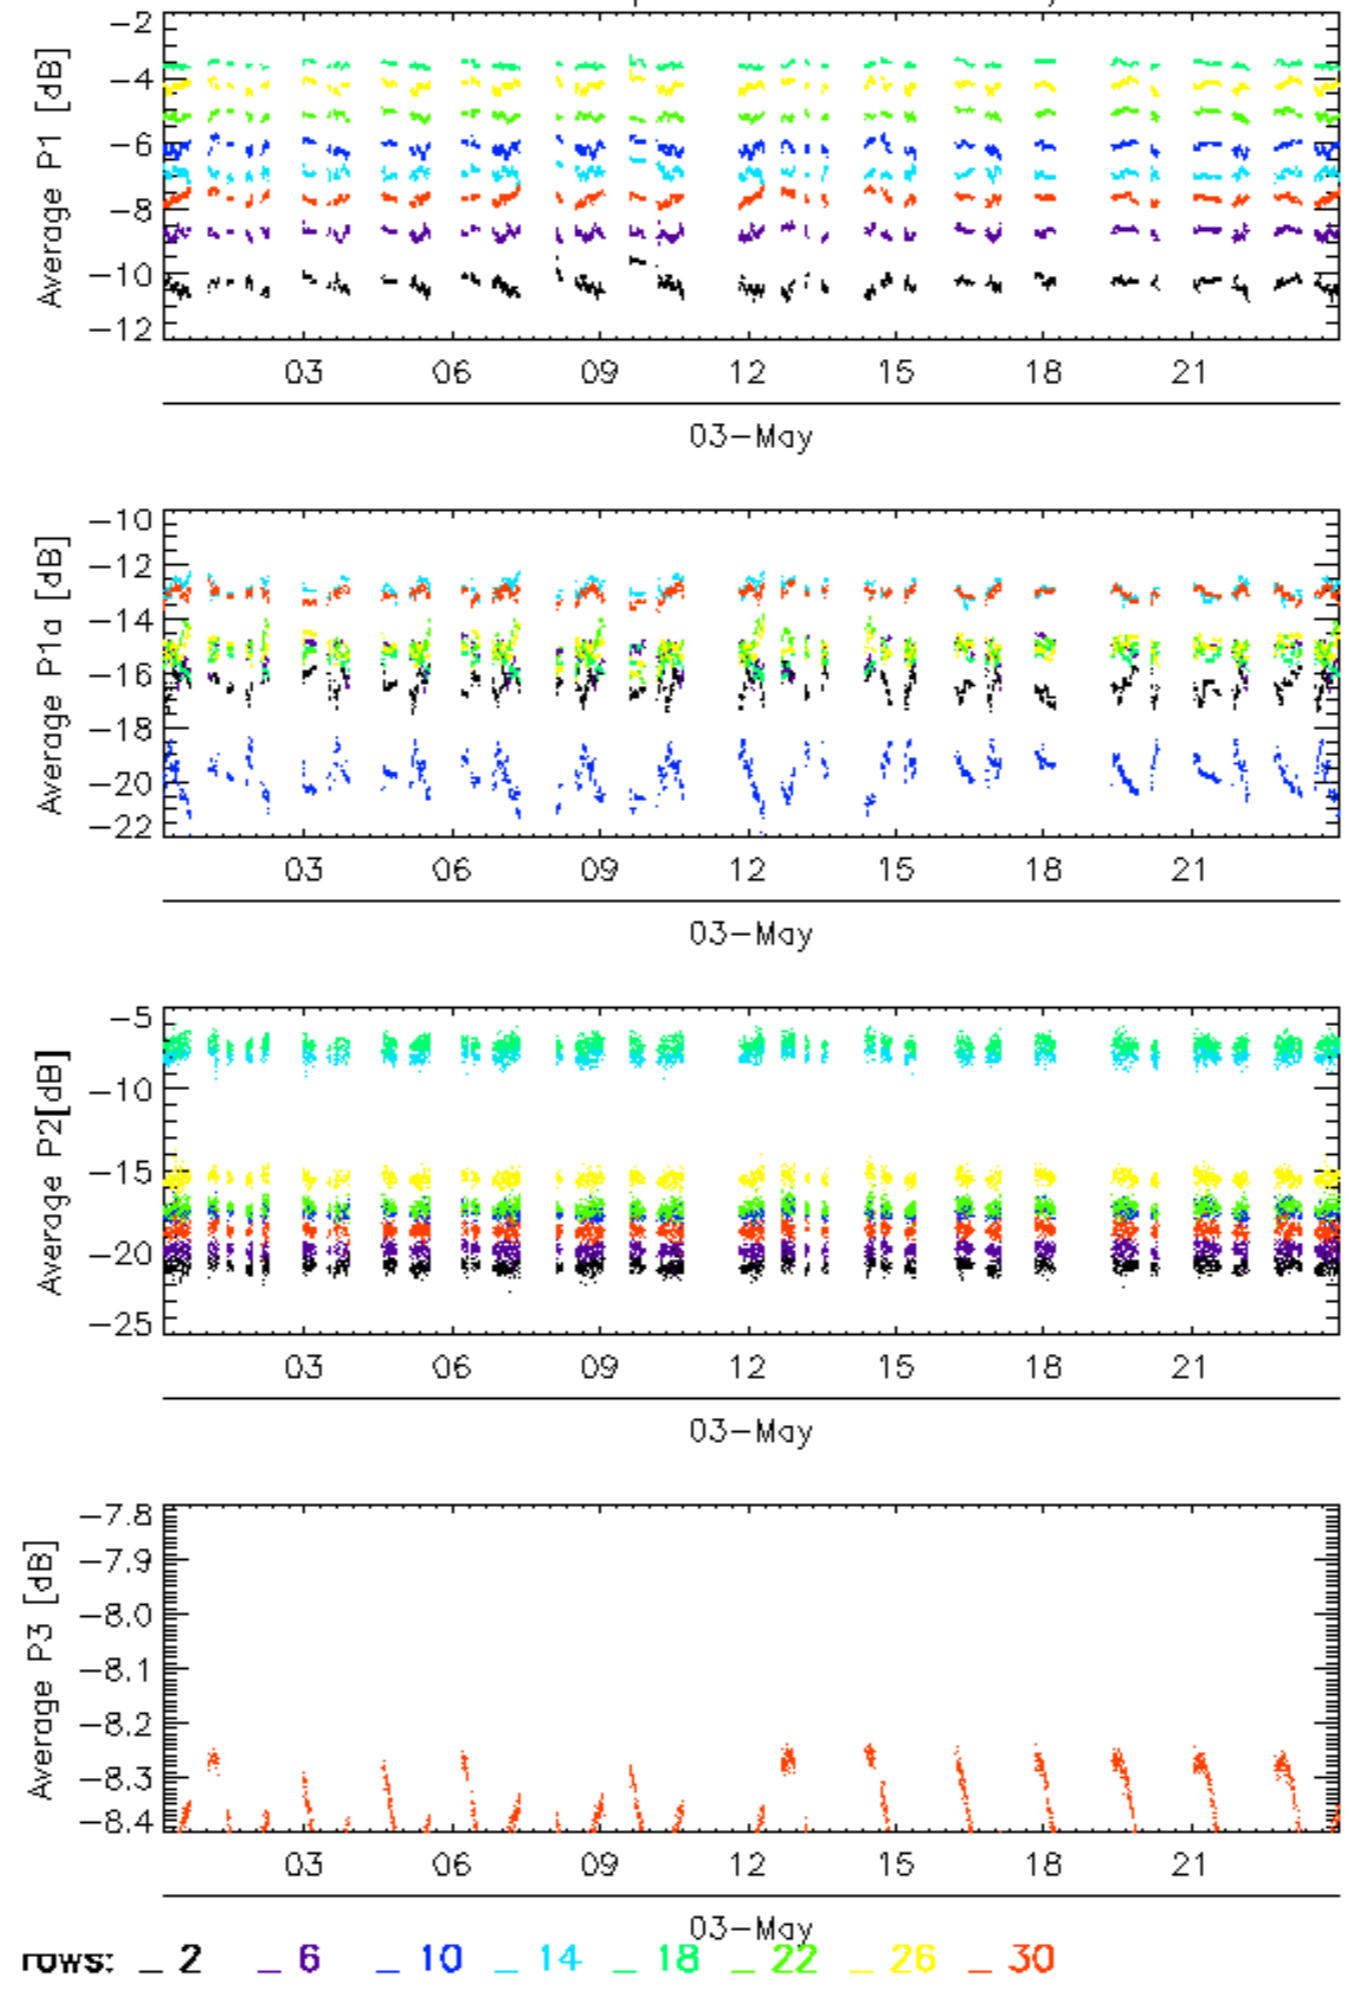 Average P1 [dB]
-2
-4
-6
-8
-10
-12
03 06 09 12 15 18 21
03-May
Average P1a [dB]
-10
-12
-14
-16
-18
-20
-22
03 06 09 12 15 18 21
03-May
Average P2[dB]
-5
-10
-15
-20
-25
03 06 09 12 15 18 21
03-May
Average P3 [dB]
-7.8
-7.9
-8.0
-8.1
-8.2
-8.3
-8.4
03 06 09 12 15 18 21
03-May
rows: _ 2 _ 6 _ 10 _ 14 _ 18 _ 22 _ 26 _ 30